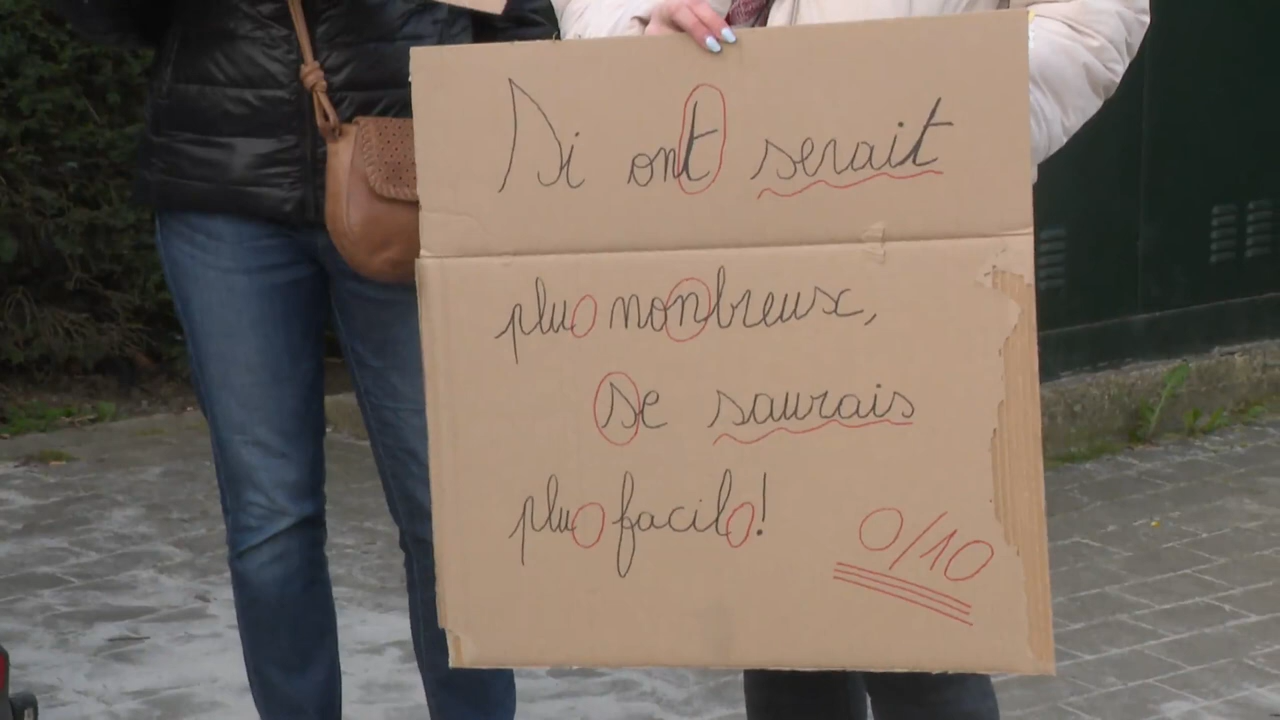 Si ont serait
plu nonbreux,
Se saurais
plu facil!
0/10